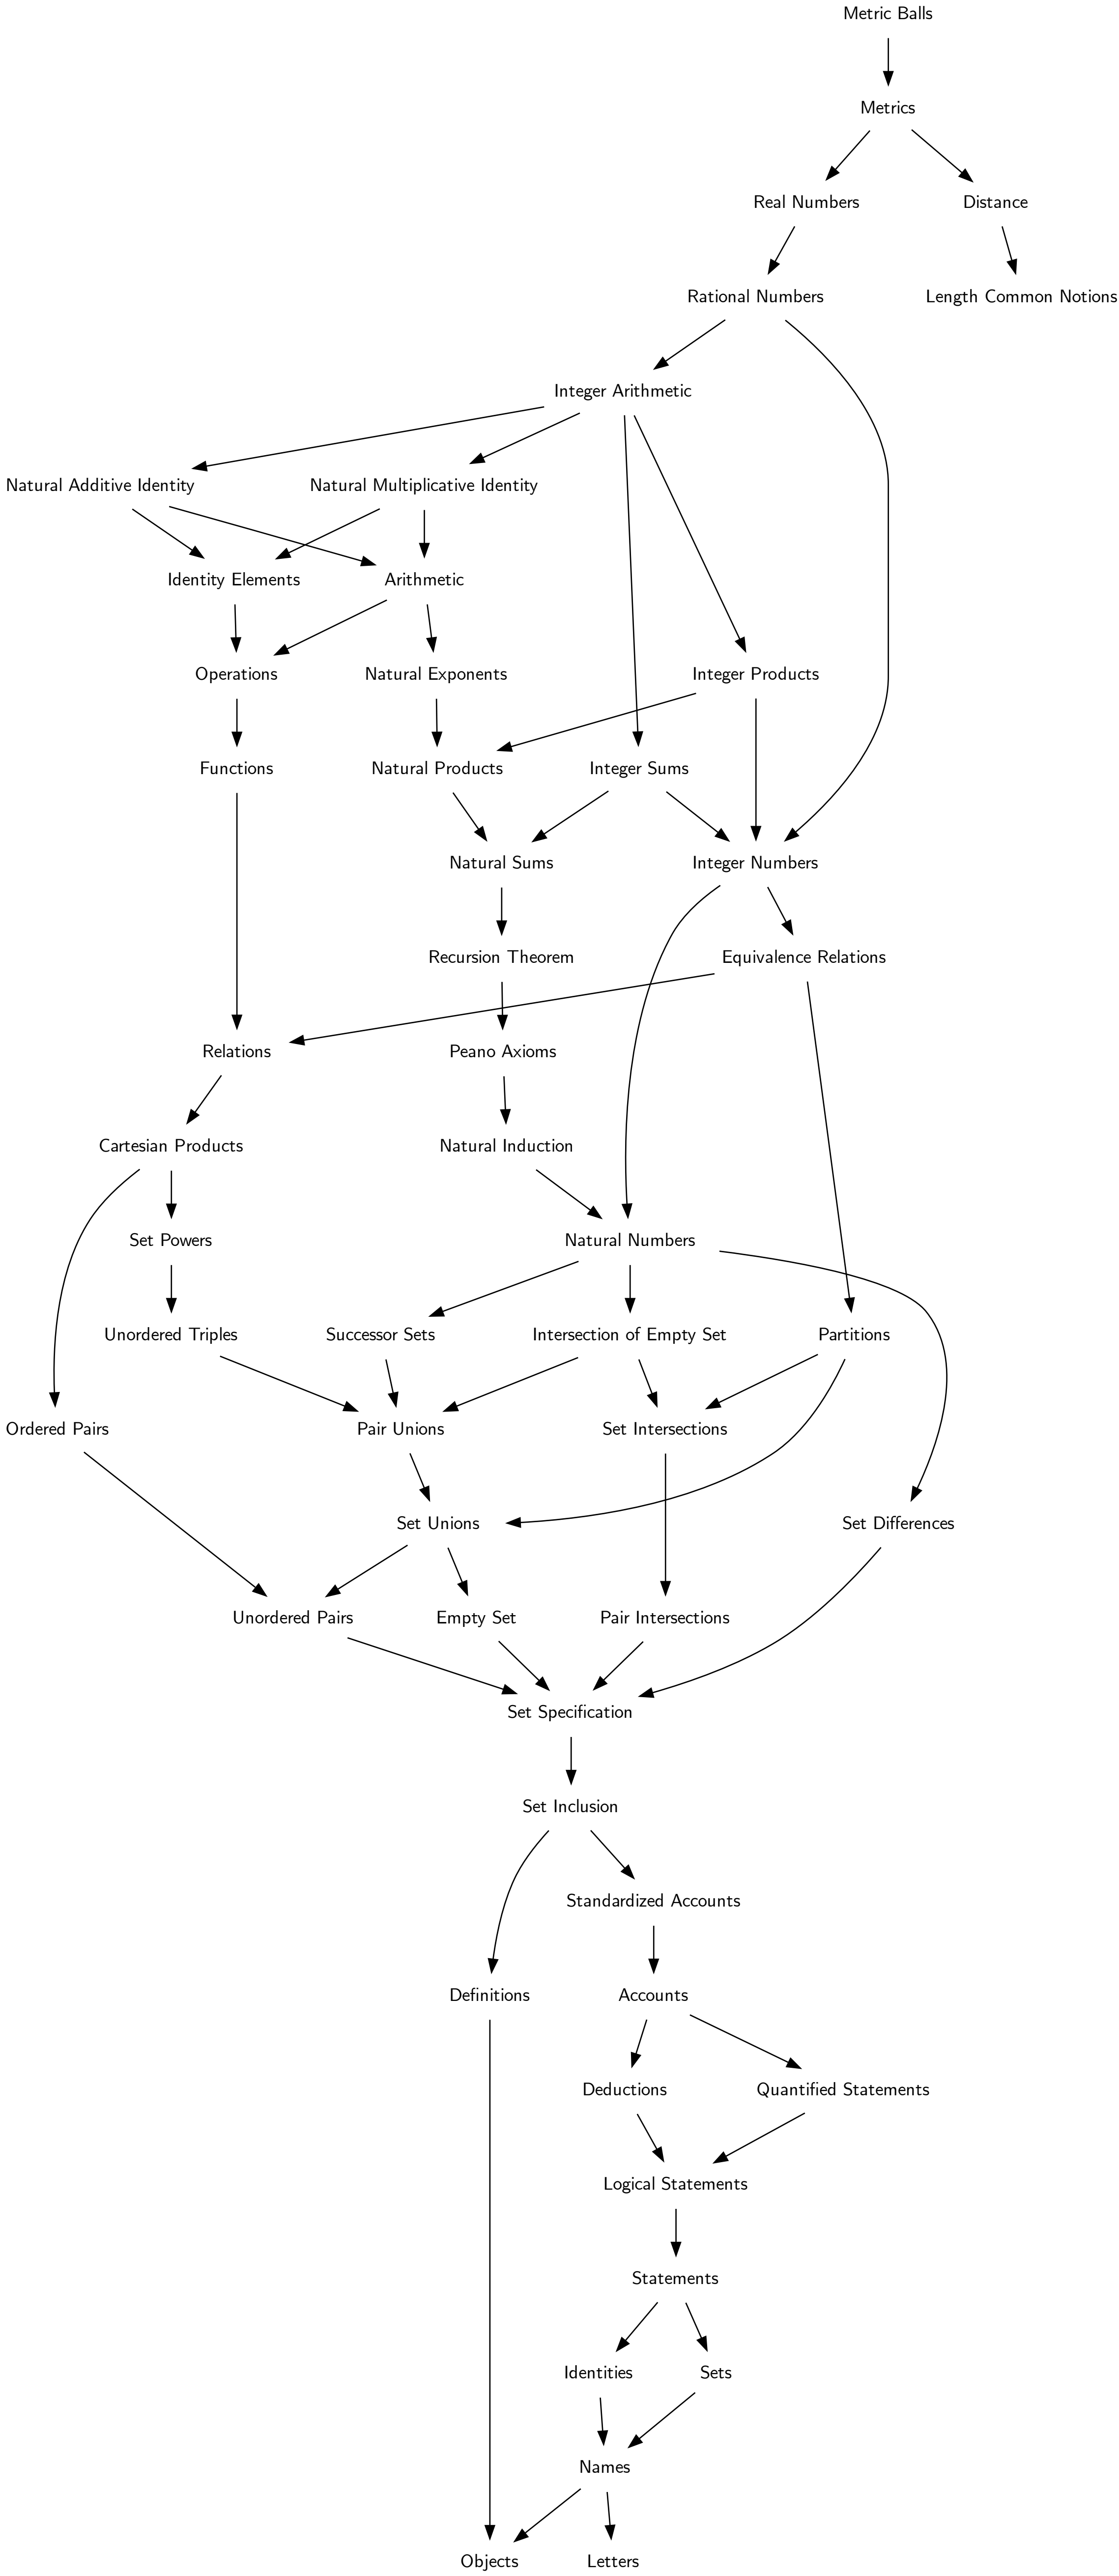 Metric Balls
Metrics
Real Numbers
Distance
Rational Numbers
Length Common Notions
Integer Arithmetic
Natural Additive Identity
Natural Multiplicative Identity
Identity Elements
Arithmetic
Operations
Natural Exponents
Integer Products
Functions
Natural Products
Integer Sums
Natural Sums
Integer Numbers
Recursion Theorem
Equivalence Relations
Relations
Peano Axioms
Cartesian Products
Natural Induction
Set Powers
Natural Numbers
Unordered Triples
Successor Sets
Intersection of Empty Set
Partitions
Ordered Pairs
Pair Unions
Set Intersections
Set Unions
Set Differences
Unordered Pairs
Empty Set
Pair Intersections
Set Specification
Set Inclusion
Standardized Accounts
Definitions
Accounts
Deductions
Quantified Statements
Logical Statements
Statements
Identities
Sets
Names
Objects
Letters